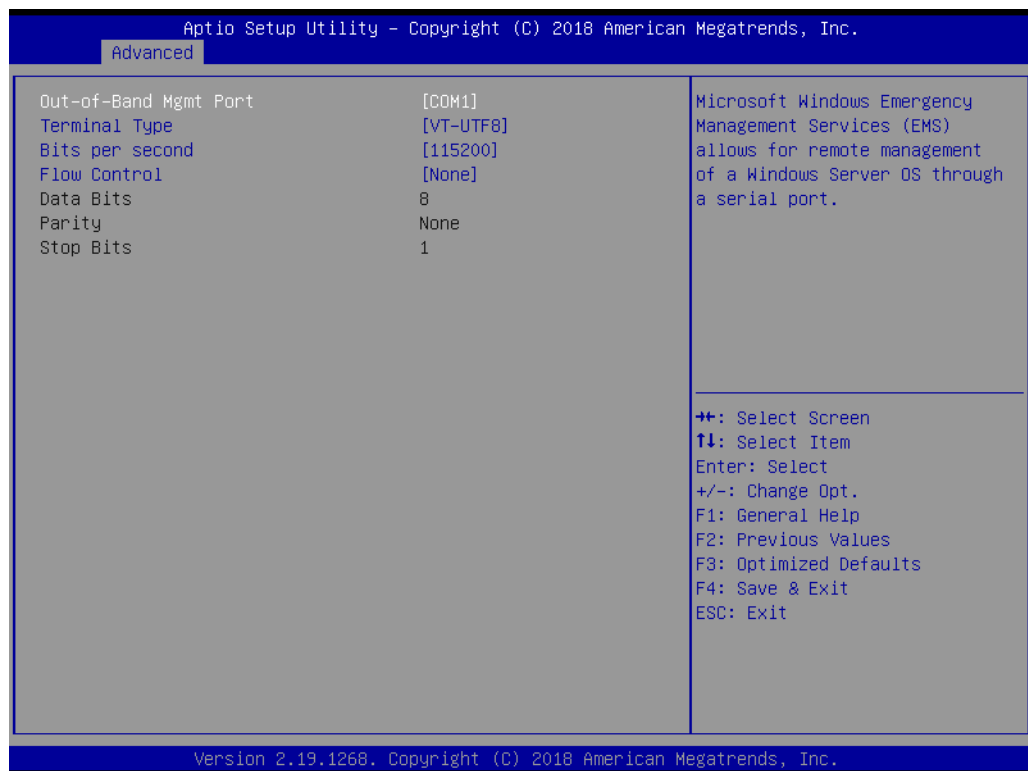 Aptio Setup Utility – Copyright (C) 2018 American Megatrends, Inc.
Advanced
Out-of-Band Mgmt Port [COM1]
Terminal Type [VT-UTF8]
Bits per second [115200]
Flow Control [None]
Data Bits 8
Parity None
Stop Bits 1
Microsoft Windows Emergency
Management Services (EMS)
allows for remote management
of a Windows Server OS through
a serial port.
→←: Select Screen
↑↓: Select Item
Enter: Select
+/-: Change Opt.
F1: General Help
F2: Previous Values
F3: Optimized Defaults
F4: Save & Exit
ESC: Exit
Version 2.19.1268. Copyright (C) 2018 American Megatrends, Inc.